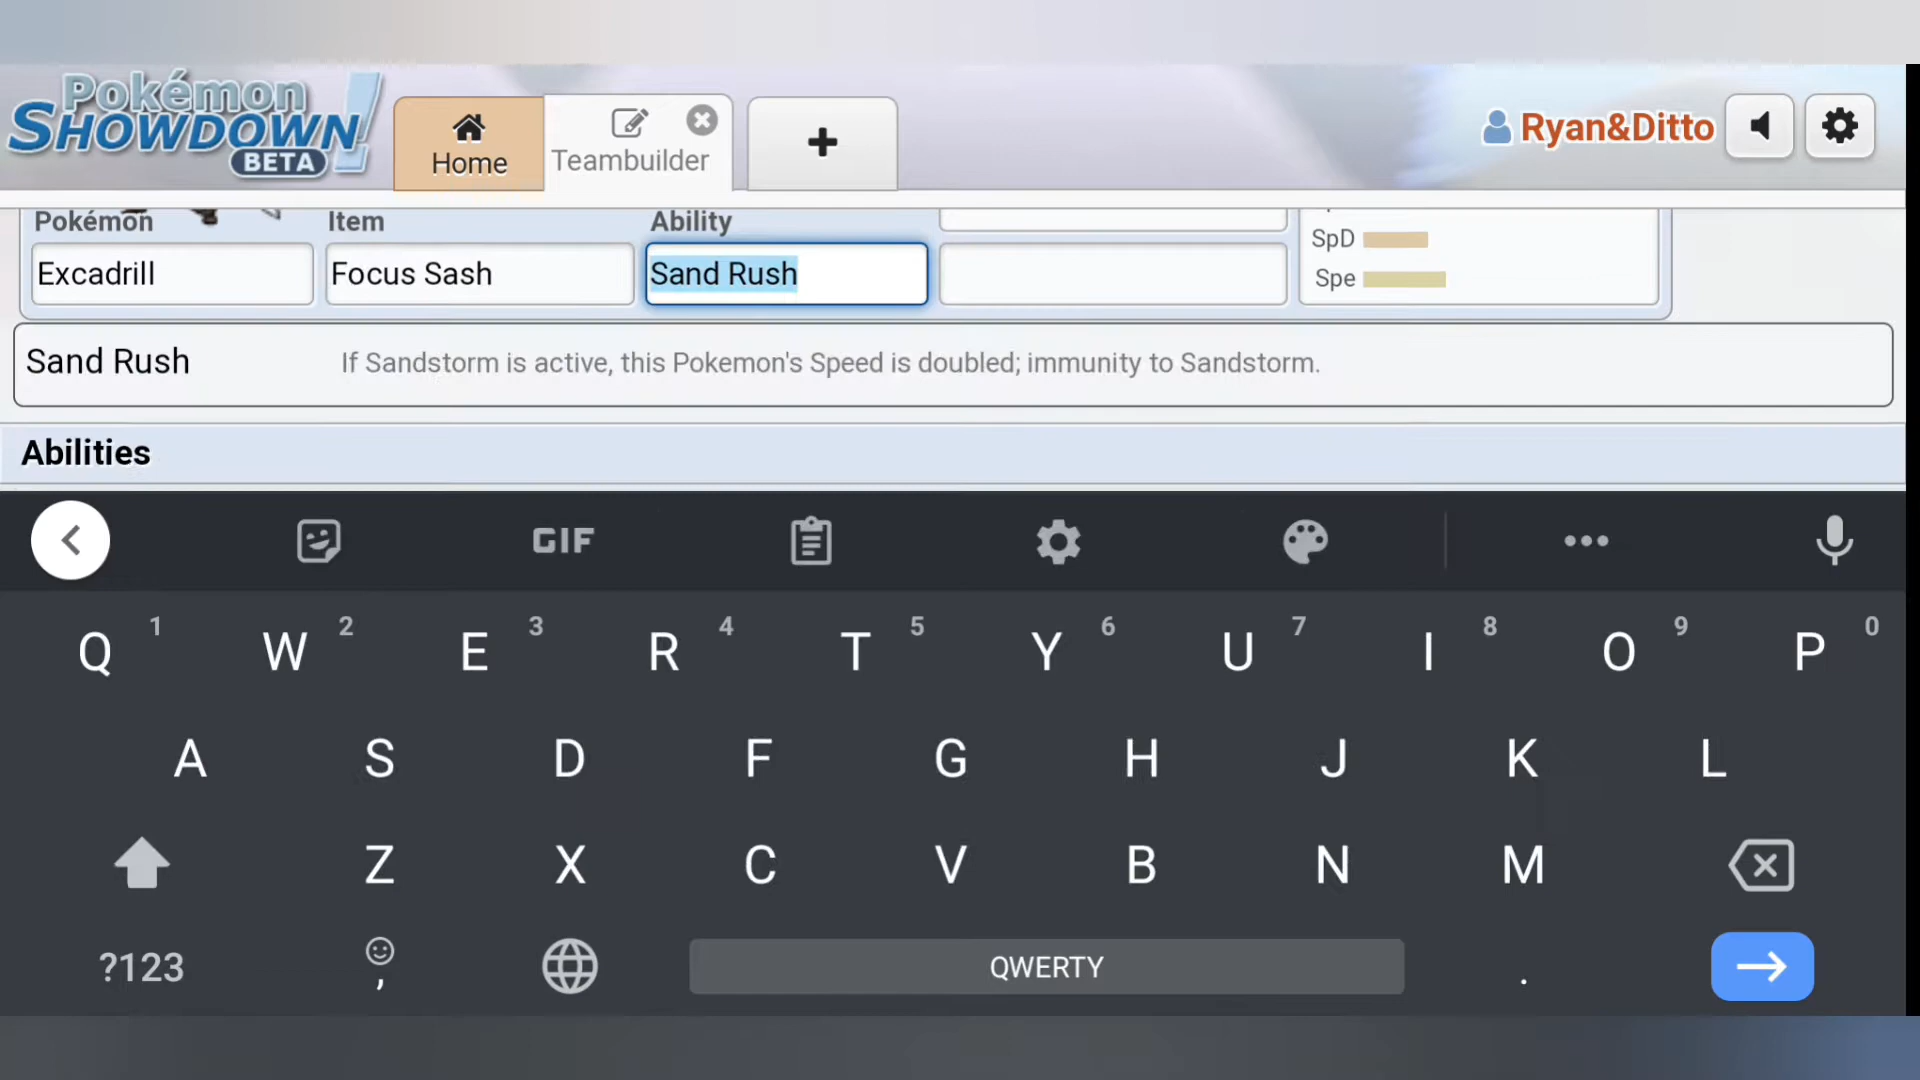 Pokémon
SHOWDOWN!
BETA
Home
Teambuilder
Ryan&Ditto
Pokémon Item Ability
SpD
Excadrill Focus Sash Sand Rush
Spe
Sand Rush If Sandstorm is active, this Pokemon's Speed is doubled; immunity to Sandstorm.
Abilities
GIF
Q 1 W 2 E 3 R 4 T 5 Y 6 U 7 I 8 O 9 P 0
A S D F G H J K L
Z X C V B N M
?123 , QWERTY .